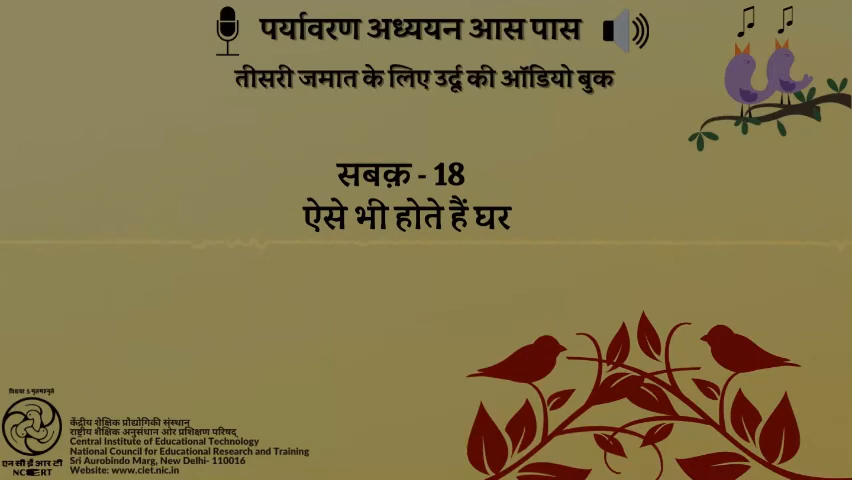 पर्यावरण अध्ययन आस पास
तीसरी जमात के लिए उर्दू की ऑडियो बुक
सबक़ - 18
ऐसे भी होते हैं घर
एन सी ई आर टी
NCERT
केंद्रीय शैक्षिक प्रौद्योगिकी संस्थान
राष्ट्रीय शैक्षिक अनुसंधान और प्रशिक्षण परिषद्
Central Institute of Educational Technology
National Council for Educational Research and Training
Sri Aurobindo Marg, New Delhi- 110016
Website: www.ciet.nic.in